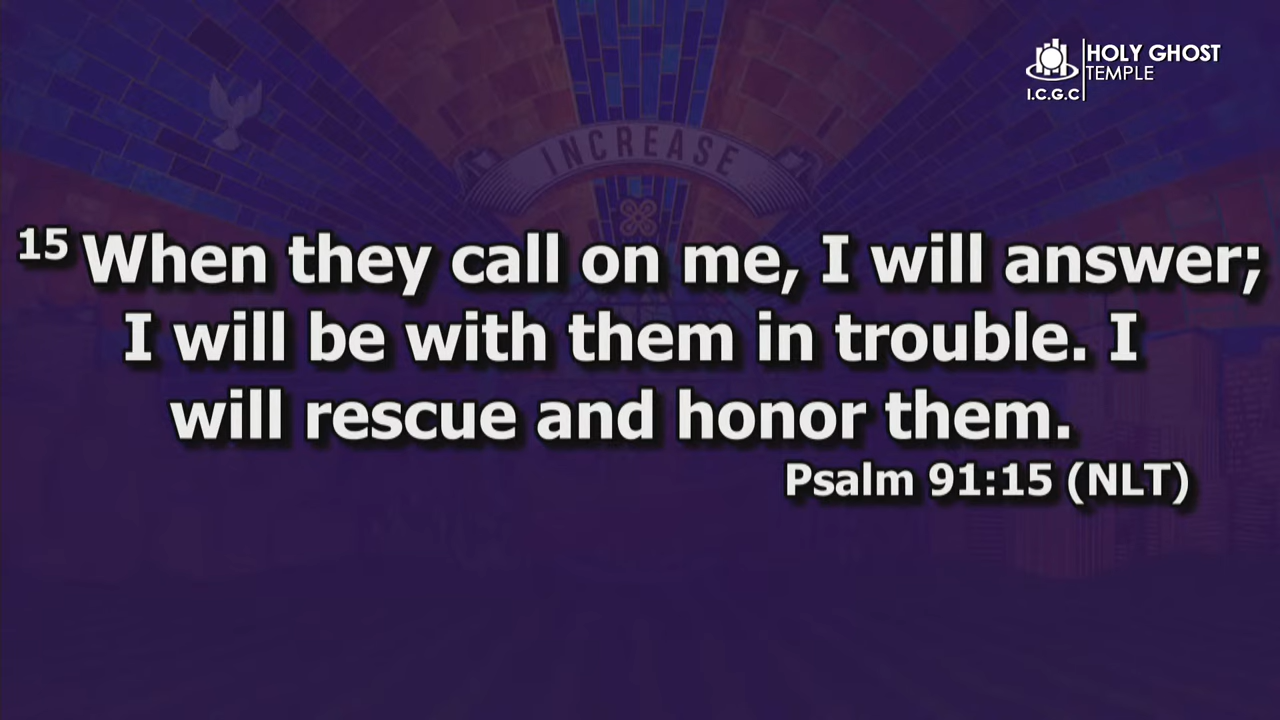 HOLY GHOST
TEMPLE
I.C.G.C
INCREASE
15 When they call on me, I will answer;
I will be with them in trouble. I
will rescue and honor them.
Psalm 91:15 (NLT)